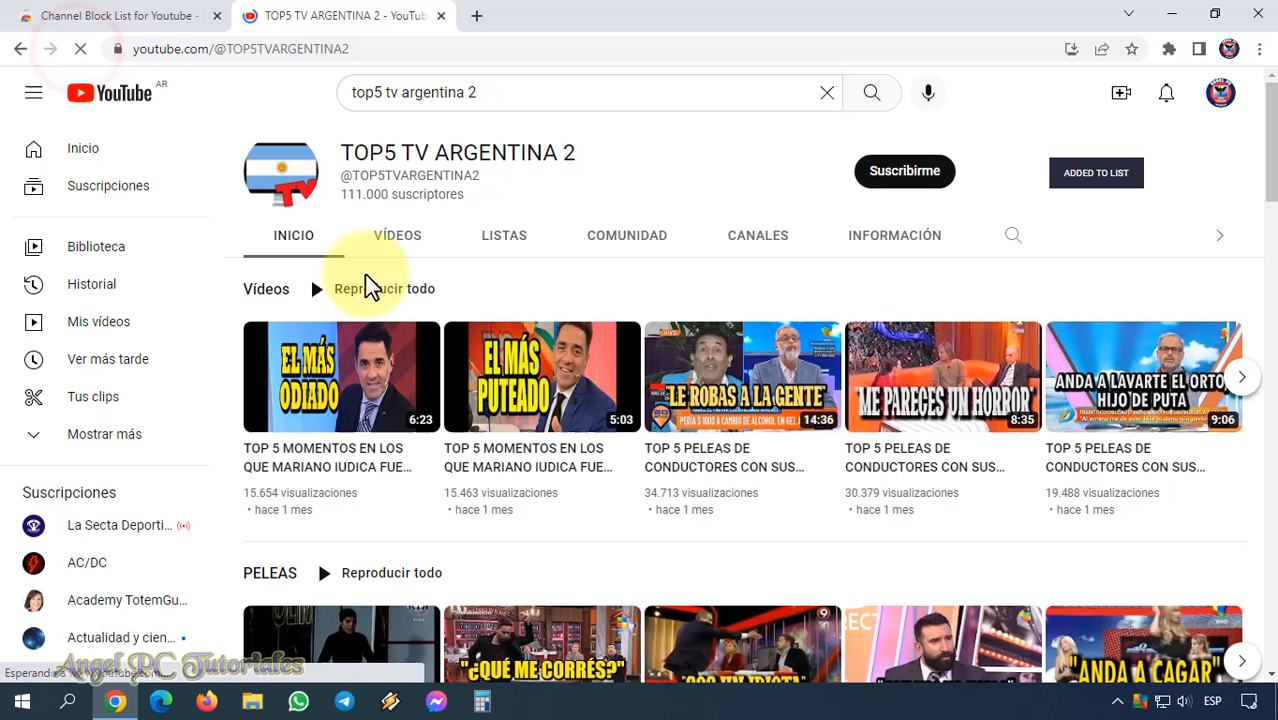 Channel Block List for Youtube -
TOP5 TV ARGENTINA 2 - YouTub
youtube.com/@TOP5TVARGENTINA2
YouTube AR
top5 tv argentina 2
Inicio
Suscripciones
Biblioteca
Historial
Mis vídeos
Ver más tarde
Tus clips
Mostrar más
Suscripciones
La Secta Deporti...
AC/DC
Academy TotemGu...
Actualidad y cien...
TV
TOP5 TV ARGENTINA 2
@TOP5TVARGENTINA2
111.000 suscriptores
Suscribirme
ADDED TO LIST
INICIO
VÍDEOS
LISTAS
COMUNIDAD
CANALES
INFORMACIÓN
Vídeos
Reproducir todo
EL MÁS
ODIADO
6:23
EL MÁS
PUTEADO
5:03
LE ROBAS A LA GENTE
PEDÍA $1000 A CAMBIO DE ALCOHOL EN GEL
14:36
"ME PARECES UN HORROR"
8:35
ANDA A LAVARTE EL ORTO
HIJO DE PUTA
9:06
TOP 5 MOMENTOS EN LOS
QUE MARIANO IUDICA FUE...
15.654 visualizaciones
• hace 1 mes
TOP 5 MOMENTOS EN LOS
QUE MARIANO IUDICA FUE...
15.463 visualizaciones
• hace 1 mes
TOP 5 PELEAS DE
CONDUCTORES CON SUS...
34.713 visualizaciones
• hace 1 mes
TOP 5 PELEAS DE
CONDUCTORES CON SUS...
30.379 visualizaciones
• hace 1 mes
TOP 5 PELEAS DE
CONDUCTORES CON SUS...
19.488 visualizaciones
• hace 1 mes
PELEAS
Reproducir todo
"¿QUÉ ME CORRÉS?"
"ANDA A CAGAR"
Esperando a
Angel PC Tutoriales
ESP